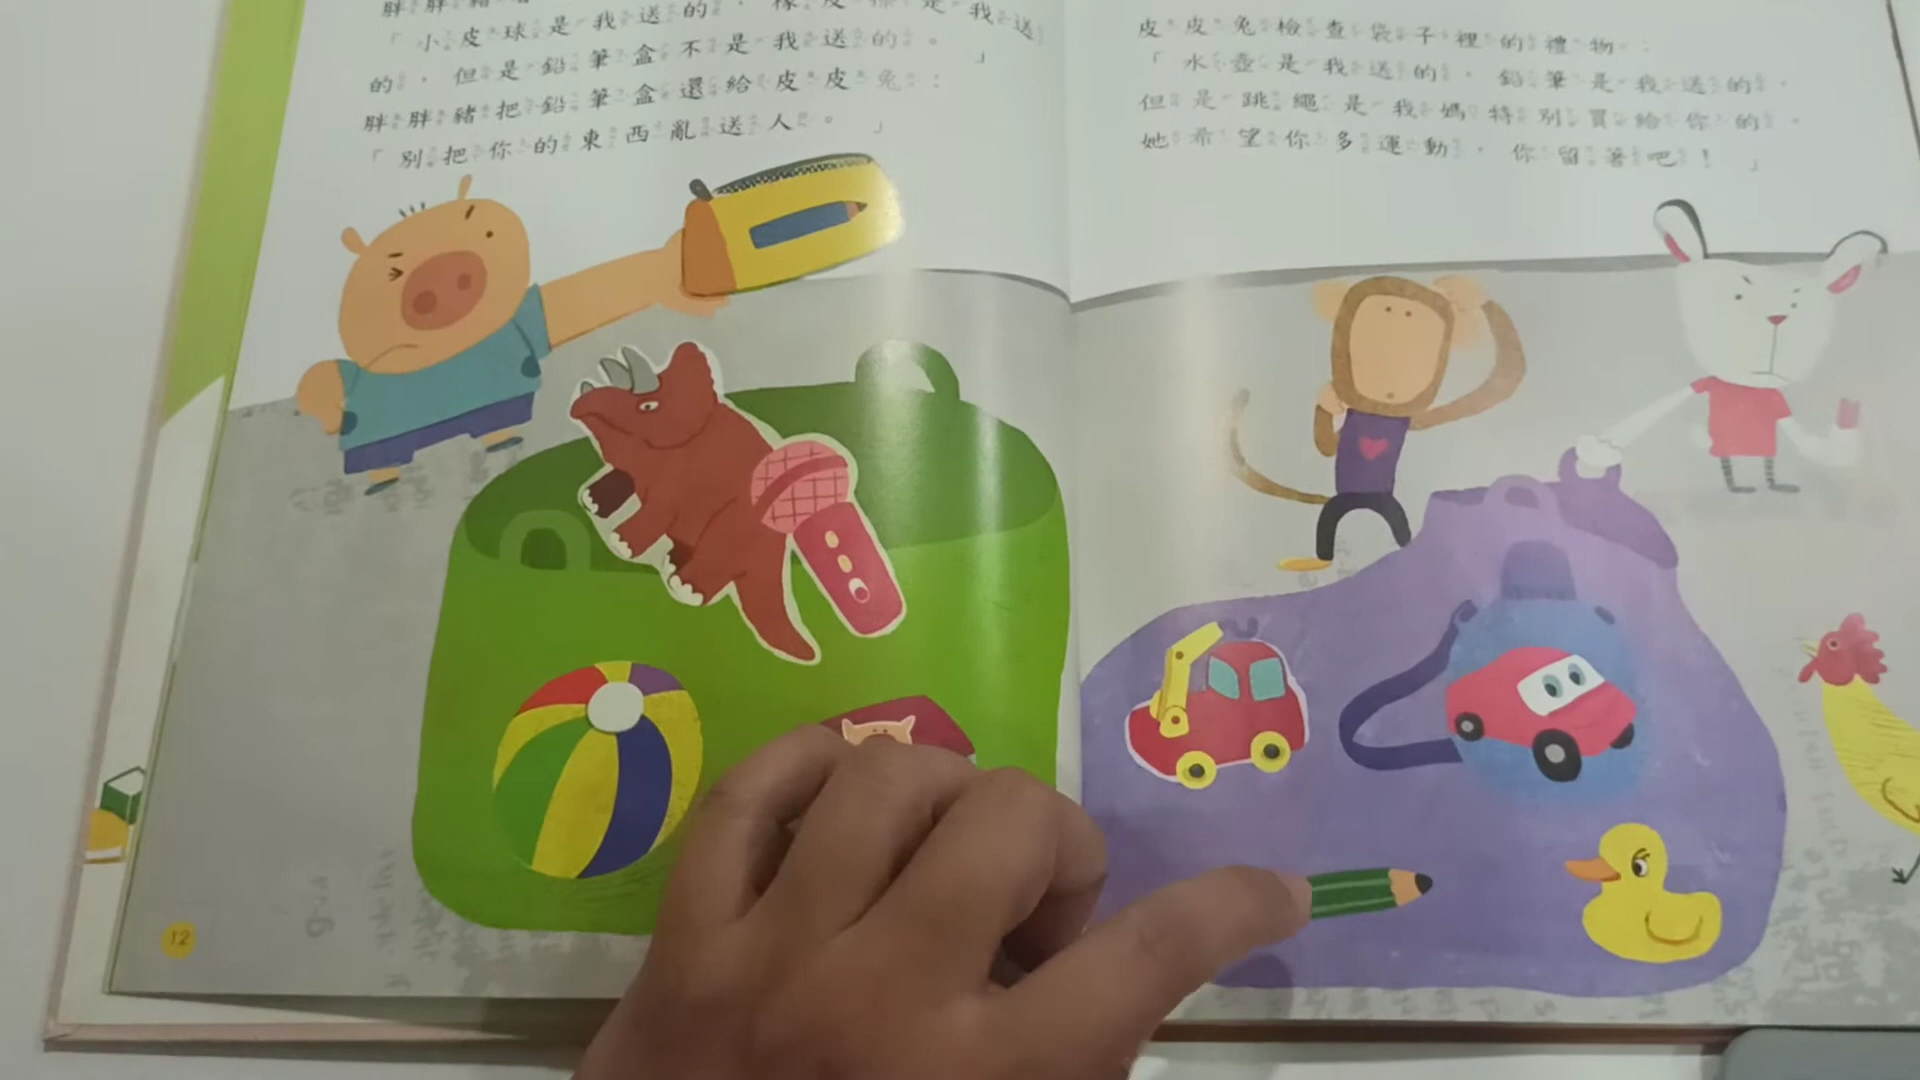 胖胖豬
「小皮球是我送的,橡皮擦是我送
的,但是鉛筆盒不是我送的。」
胖胖豬把鉛筆盒還給皮皮兔:
「別把你的東西亂送人。」
皮皮兔檢查袋子裡的禮物:
「水壺是我送的,鉛筆是我送的,
但是跳繩是我媽特別買給你的,
她希望你多運動,你留著吧!」
12